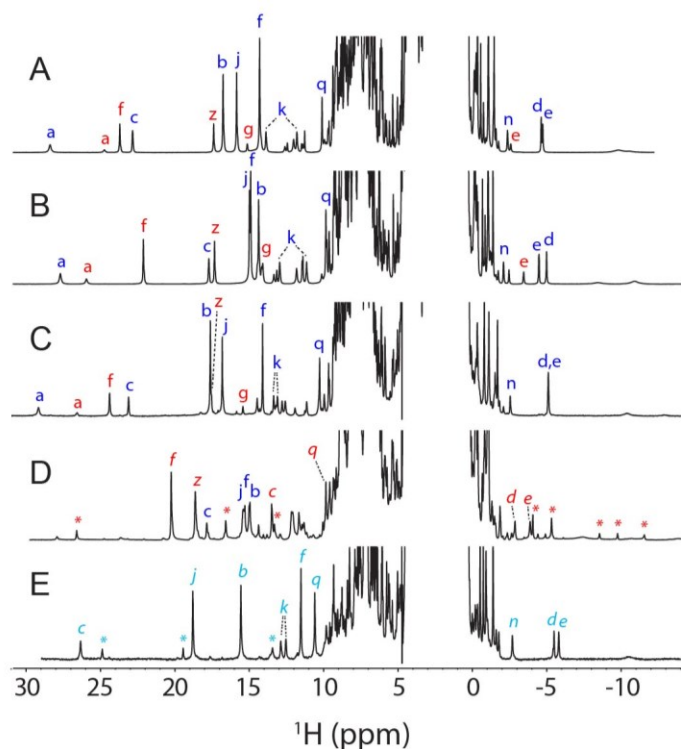 f
A
b
j
f
c
z
q
k
a
a
g
n
e
d
e
f
B
j
b
f
c
z
g
q
k
a
a
n
e
e
d
C
b
z
j
f
q
f
c
k
a
a
g
n
d,e
D
f
z
q
j
f
b
c
c
*
*
*
d
e
*
*
*
*
*
E
j
b
f
q
c
*
*
k
*
n
d
e
30
25
20
15
10
5
0
-5
-10
¹H (ppm)